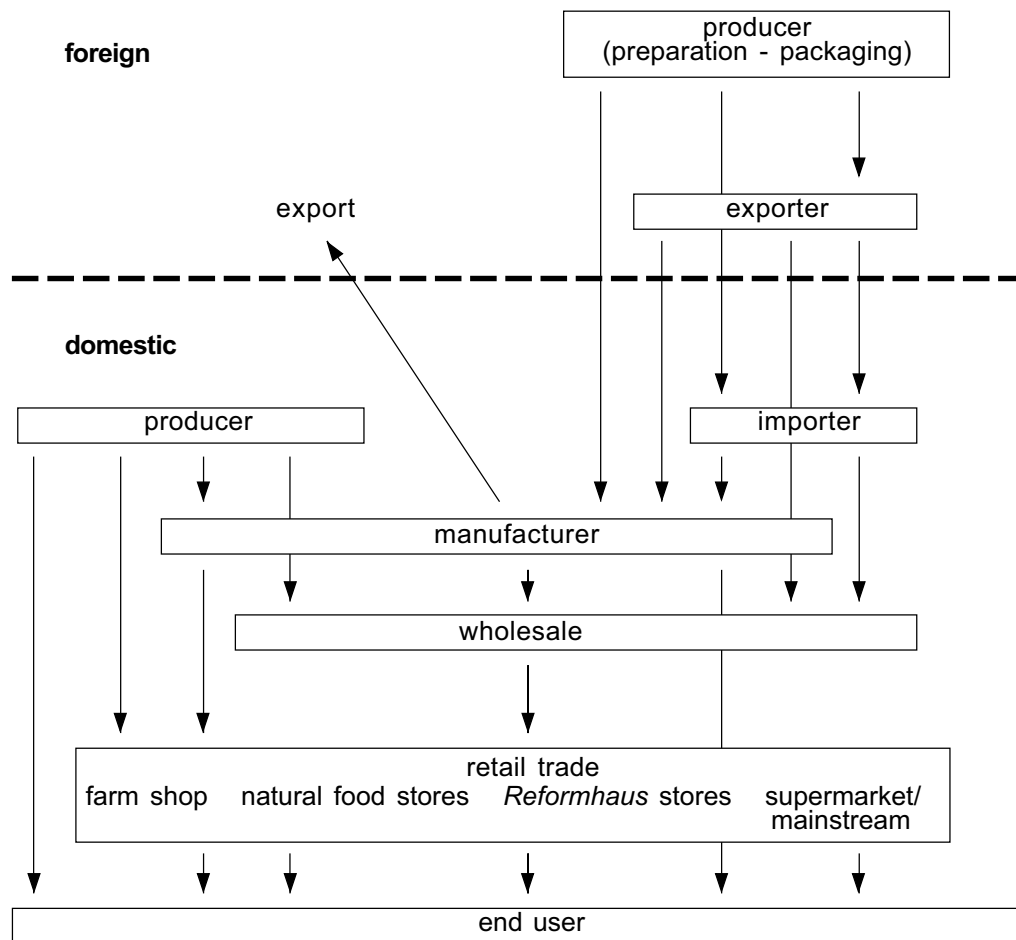 foreign
producer
(preparation - packaging)
export
exporter
domestic
producer
importer
manufacturer
wholesale
retail trade
farm shop natural food stores Reformhaus stores supermarket/
mainstream
end user